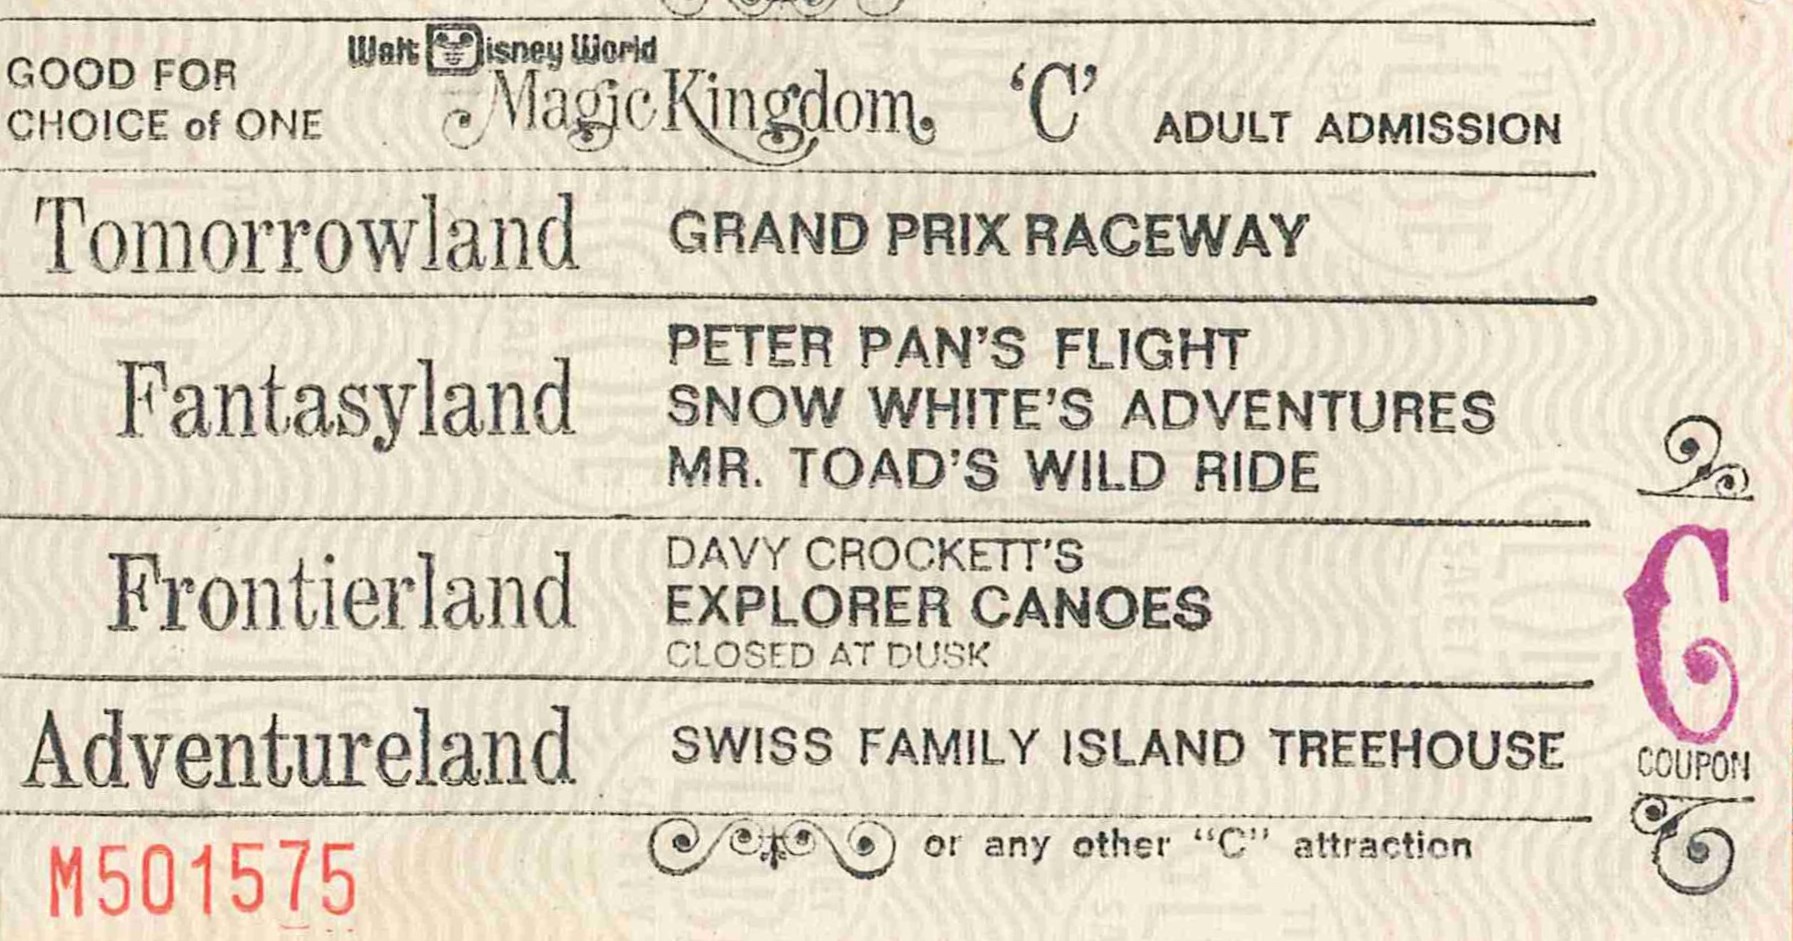 Walt Disney World
GOOD FOR
CHOICE of ONE
Magic Kingdom
'C'
ADULT ADMISSION
Tomorrowland
GRAND PRIX RACEWAY
Fantasyland
PETER PAN'S FLIGHT
SNOW WHITE'S ADVENTURES
MR. TOAD'S WILD RIDE
Frontierland
DAVY CROCKETT'S
EXPLORER CANOES
CLOSED AT DUSK
Adventureland
SWISS FAMILY ISLAND TREEHOUSE
or any other "C" attraction
M501575
C
COUPON